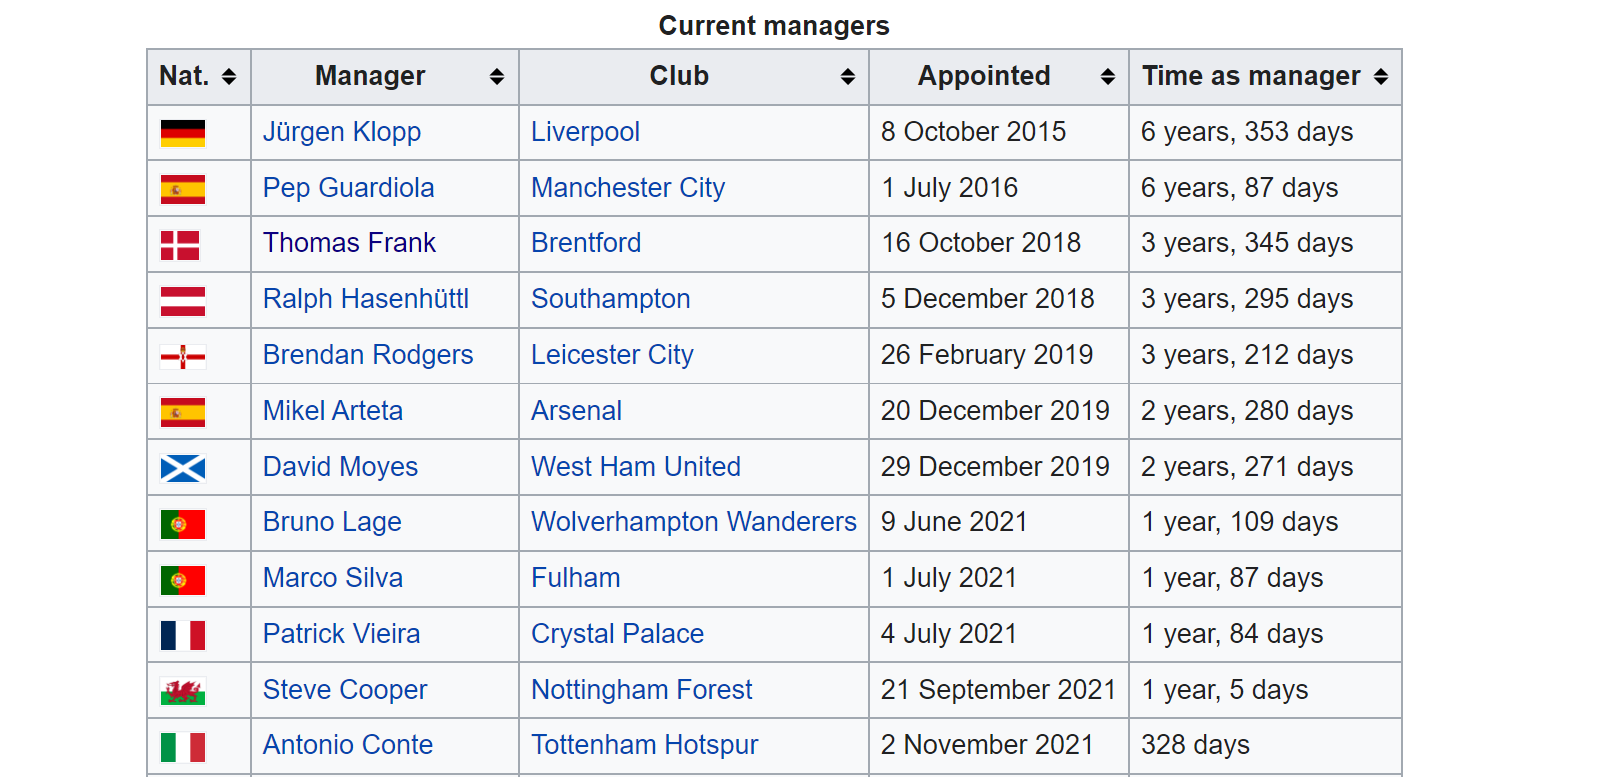 Current managers
Nat. Manager Club Appointed Time as manager
Jürgen Klopp Liverpool 8 October 2015 6 years, 353 days
Pep Guardiola Manchester City 1 July 2016 6 years, 87 days
Thomas Frank Brentford 16 October 2018 3 years, 345 days
Ralph Hasenhüttl Southampton 5 December 2018 3 years, 295 days
Brendan Rodgers Leicester City 26 February 2019 3 years, 212 days
Mikel Arteta Arsenal 20 December 2019 2 years, 280 days
David Moyes West Ham United 29 December 2019 2 years, 271 days
Bruno Lage Wolverhampton Wanderers 9 June 2021 1 year, 109 days
Marco Silva Fulham 1 July 2021 1 year, 87 days
Patrick Vieira Crystal Palace 4 July 2021 1 year, 84 days
Steve Cooper Nottingham Forest 21 September 2021 1 year, 5 days
Antonio Conte Tottenham Hotspur 2 November 2021 328 days